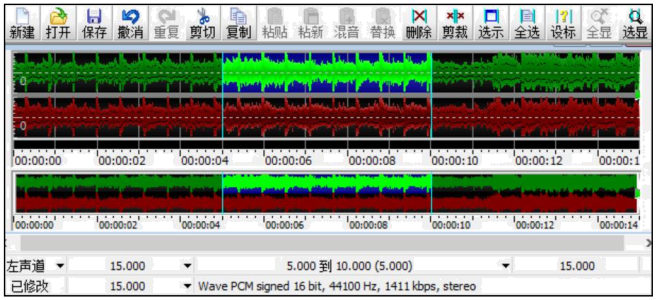 新建 打开 保存 撤消 重复 剪切 复制 粘贴 粘新 混音 替换 删除 剪裁 选示 全选 设标 全显 选显
0
0
00:00:00 00:00:02 00:00:04 00:00:06 00:00:08 00:00:10 00:00:12 00:00:1
00:00:00 00:00:02 00:00:04 00:00:06 00:00:08 00:00:10 00:00:12 00:00:14
左声道 15.000 5.000 到 10.000 (5.000) 15.000
已修改 15.000 Wave PCM signed 16 bit, 44100 Hz, 1411 kbps, stereo